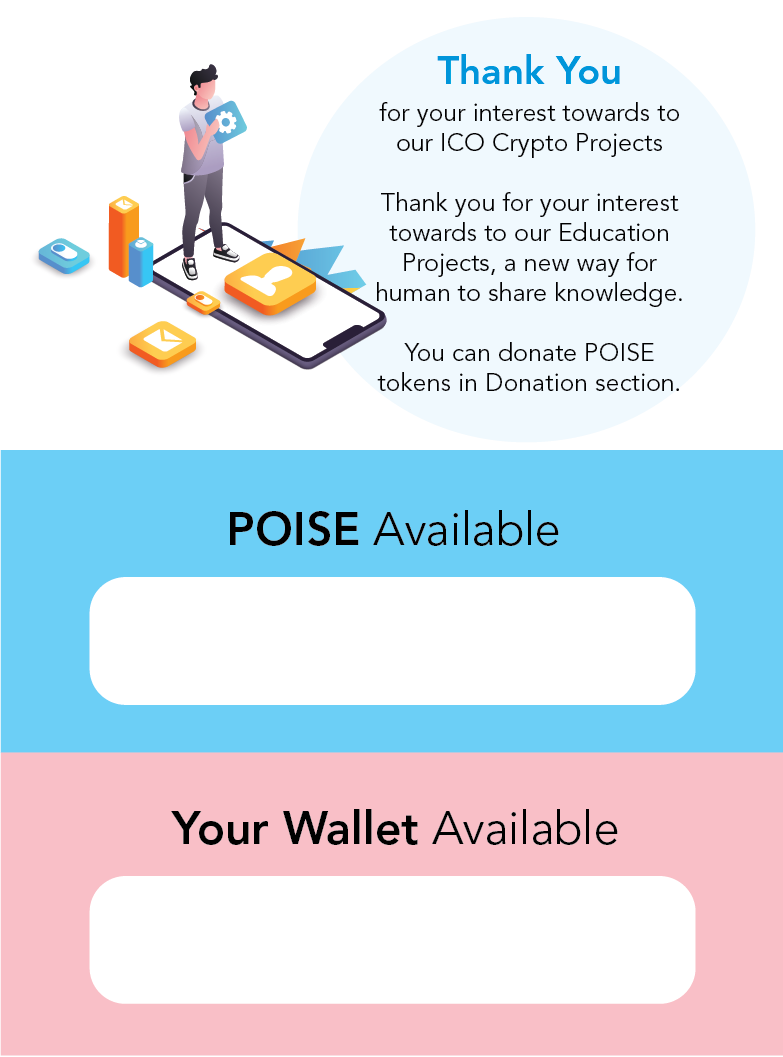 Thank You
for your interest towards to
our ICO Crypto Projects
Thank you for your interest
towards to our Education
Projects, a new way for
human to share knowledge.
You can donate POISE
tokens in Donation section.
POISE Available
Your Wallet Available